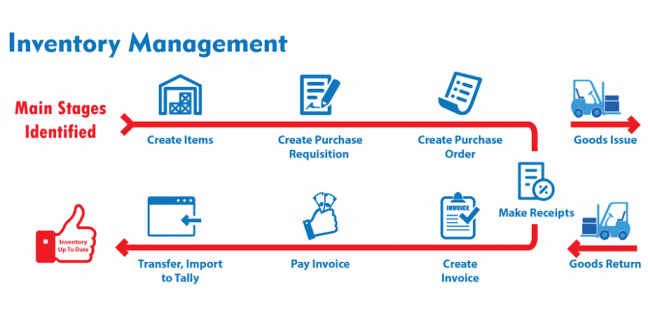 Inventory Management
Main Stages
Identified
Create Items
Create Purchase
Requisition
Create Purchase
Order
Goods Issue
Make Receipts
INVOICE
Inventory
Up To Date
Transfer, Import
to Tally
Pay Invoice
Create
Invoice
Goods Return